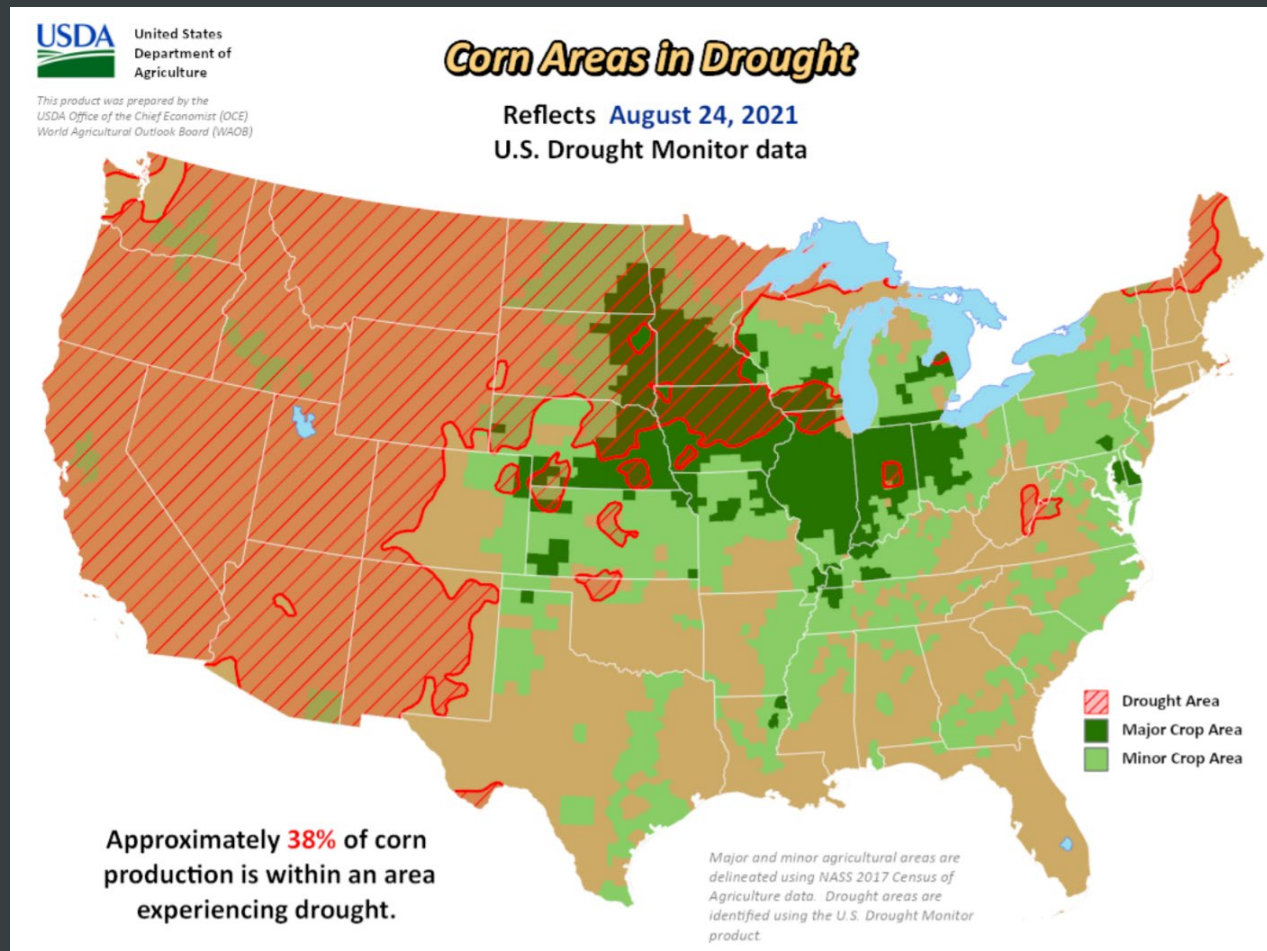 USDA
United States
Department of
Agriculture
This product was prepared by the
USDA Office of the Chief Economist (OCE)
World Agricultural Outlook Board (WAOB)
Corn Areas in Drought
Reflects August 24, 2021
U.S. Drought Monitor data
Drought Area
Major Crop Area
Minor Crop Area
Approximately 38% of corn
production is within an area
experiencing drought.
Major and minor agricultural areas are
delineated using NASS 2017 Census of
Agriculture data. Drought areas are
identified using the U.S. Drought Monitor
product.